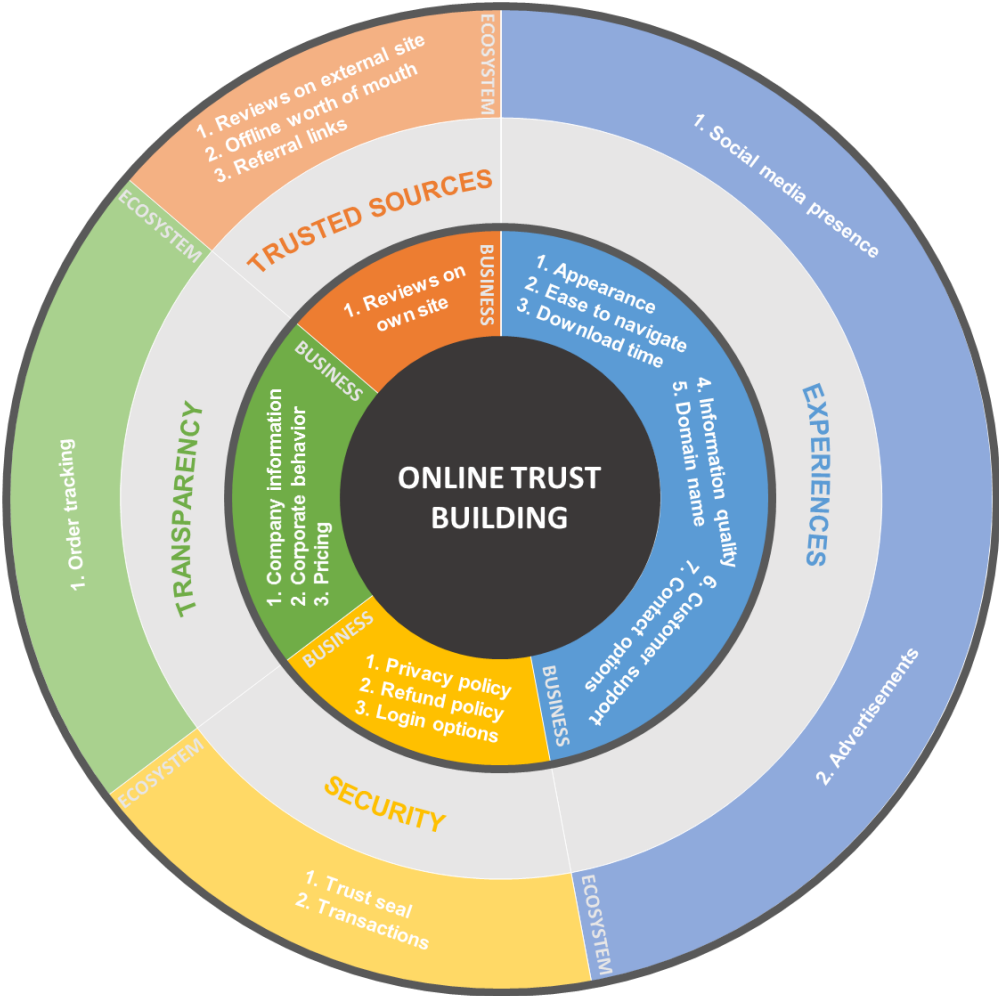 ONLINE TRUST
BUILDING
EXPERIENCES
BUSINESS
1. Appearance
2. Ease to navigate
3. Download time
4. Information quality
5. Domain name
6. Customer support
7. Contact options
ECOSYSTEM
1. Social media presence
2. Advertisements
SECURITY
BUSINESS
1. Privacy policy
2. Refund policy
3. Login options
ECOSYSTEM
1. Trust seal
2. Transactions
TRANSPARENCY
BUSINESS
1. Company information
2. Corporate behavior
3. Pricing
ECOSYSTEM
1. Order tracking
TRUSTED SOURCES
BUSINESS
1. Reviews on
own site
ECOSYSTEM
1. Reviews on external site
2. Offline worth of mouth
3. Referral links